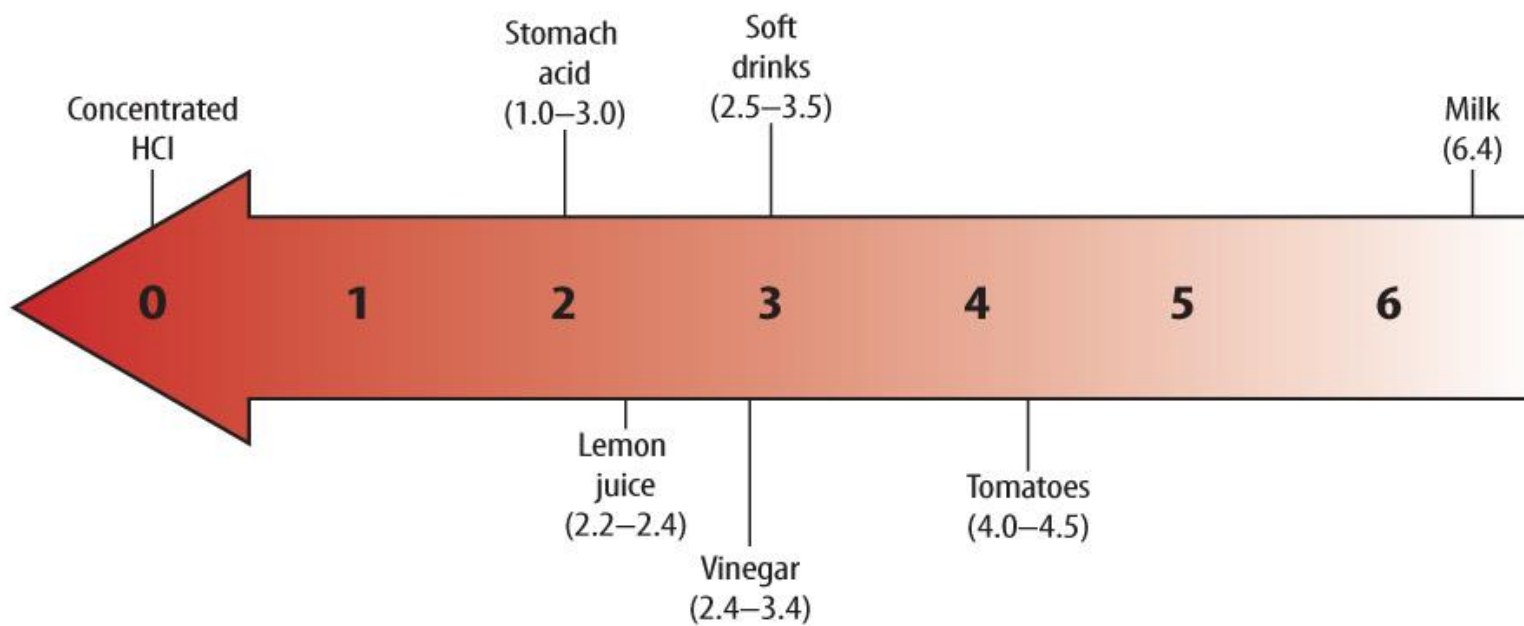 Concentrated
HCl
Stomach
acid
(1.0–3.0)
Soft
drinks
(2.5–3.5)
Milk
(6.4)
0 1 2 3 4 5 6
Lemon
juice
(2.2–2.4)
Vinegar
(2.4–3.4)
Tomatoes
(4.0–4.5)